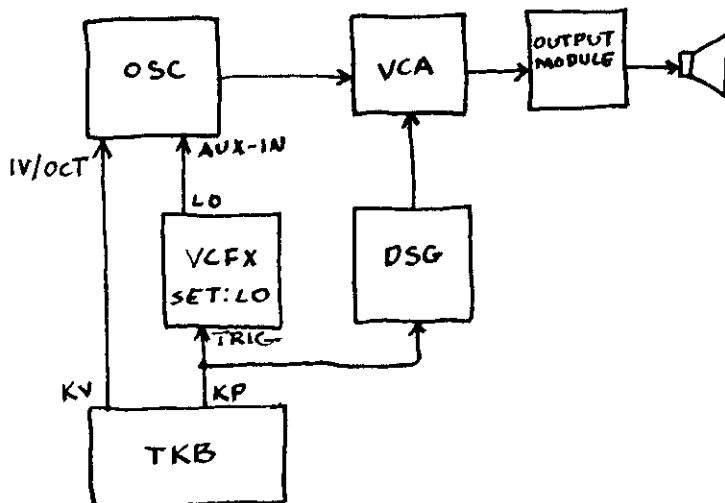 OSC
VCA
OUTPUT
MODULE
1V/OCT
AUX-IN
LO
VCFX
SET:LO
DSG
TRIG
KV
KP
TKB